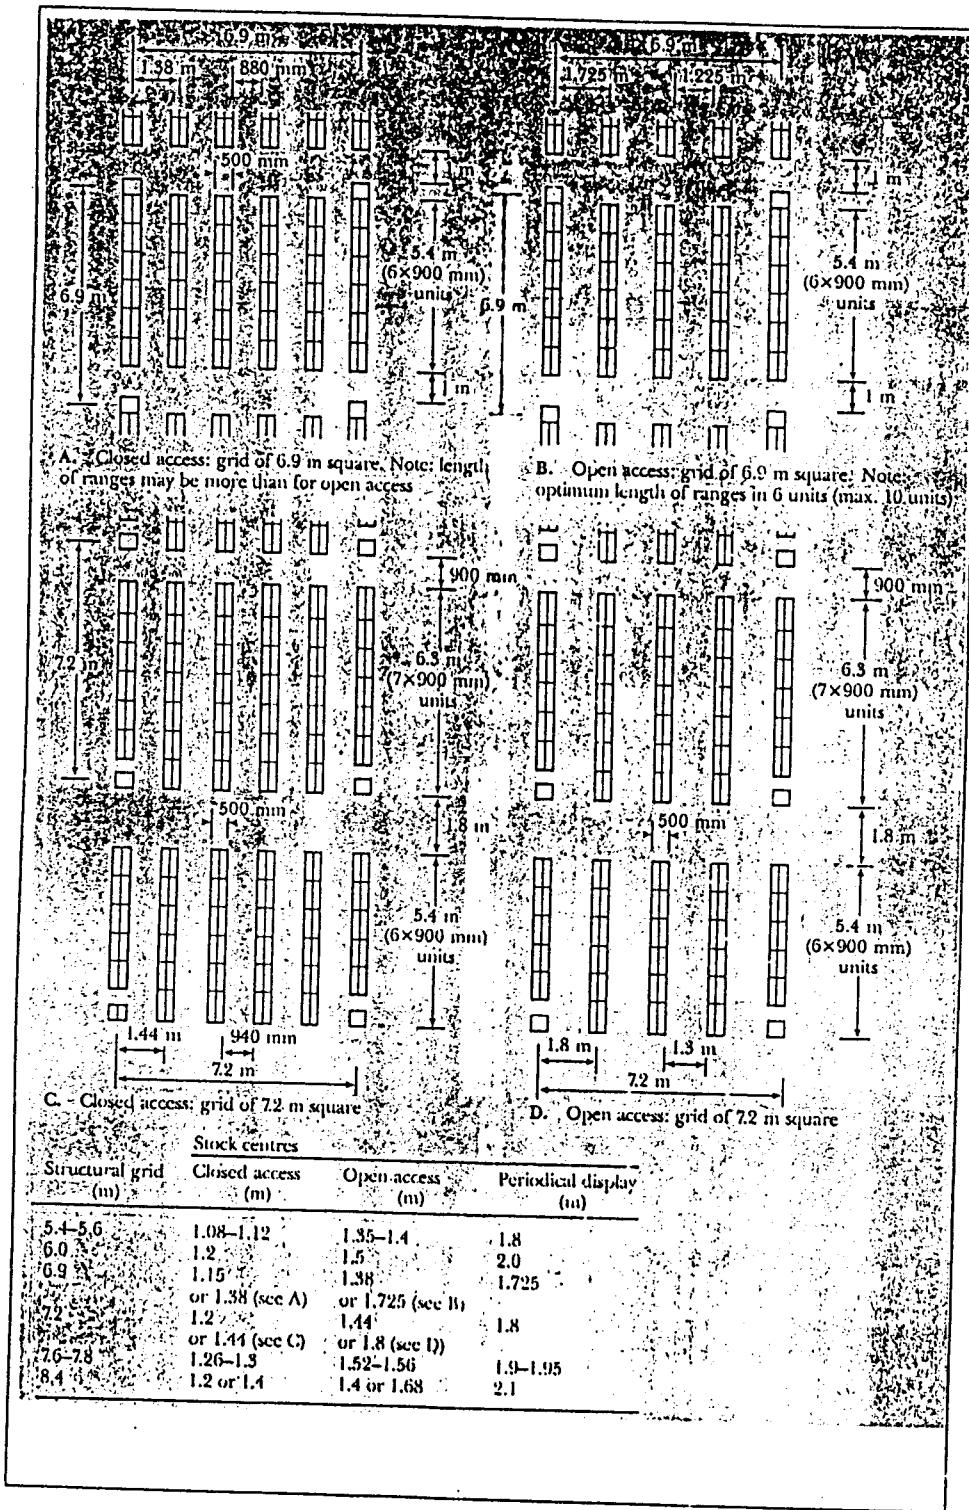 6.9 m
1.38 m
880 mm
500 mm
1 m
6.9 m
5.4 m
(6×900 mm)
units
1 m
A. Closed access: grid of 6.9 m square. Note: length
of ranges may be more than for open access
6.9 m
1.725 m
1.225 m
1 m
6.9 m
5.4 m
(6×900 mm)
units
1 m
B. Open access: grid of 6.9 m square: Note:
optimum length of ranges in 6 units (max. 10 units)
900 mm
7.2 m
6.3 m
(7×900 mm)
units
500 mm
1.8 m
5.4 m
(6×900 mm)
units
1.44 m
940 mm
7.2 m
C. Closed access: grid of 7.2 m square
900 mm
6.3 m
(7×900 mm)
units
500 mm
1.8 m
5.4 m
(6×900 mm)
units
1.8 m
1.3 m
7.2 m
D. Open access: grid of 7.2 m square
Stock centres
Structural grid Closed access Open access Periodical display
(m) (m) (m) (m)
5.4–5.6 1.08–1.12 1.35–1.4 1.8
6.0 1.2 1.5 2.0
6.9 1.15 1.38 1.725
or 1.38 (see A) or 1.725 (see B)
7.2 1.2 1.44 1.8
or 1.44 (see C) or 1.8 (see D)
7.6–7.8 1.26–1.3 1.52–1.56 1.9–1.95
8.4 1.2 or 1.4 1.4 or 1.68 2.1